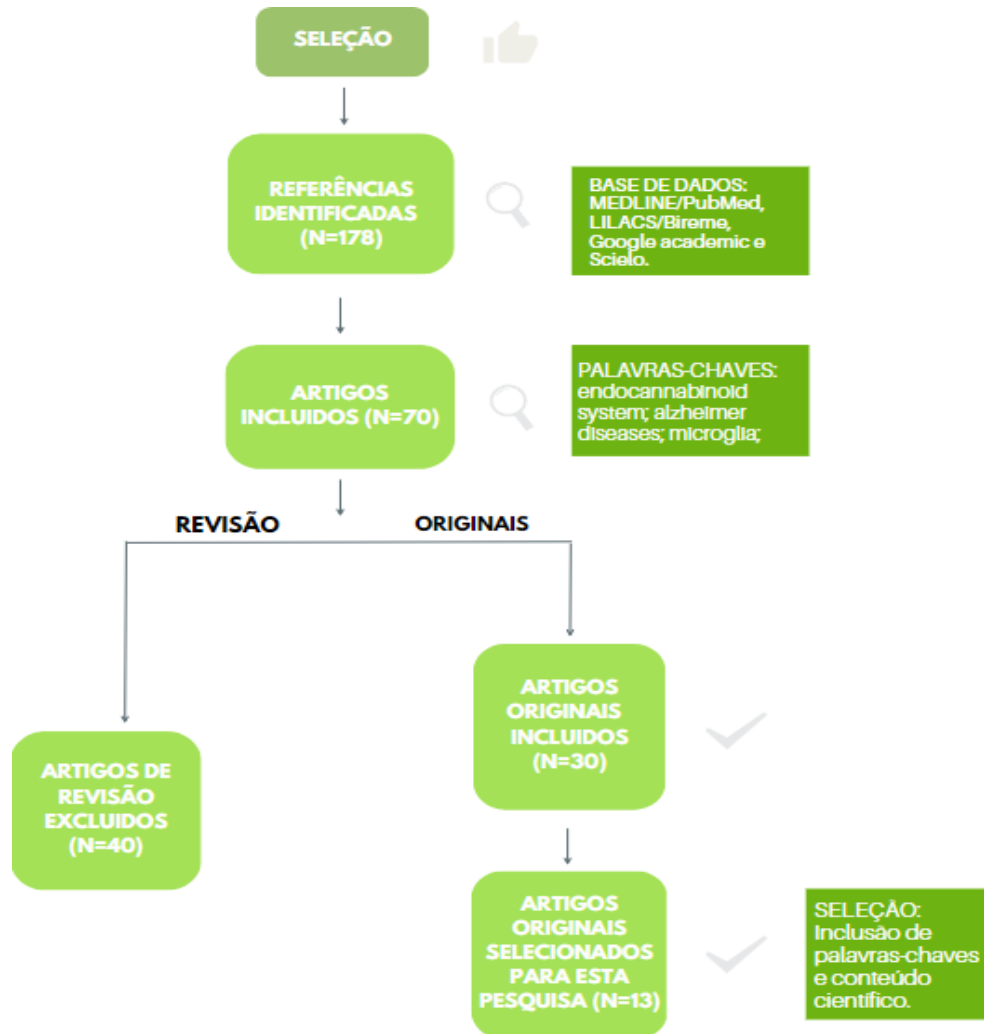 SELEÇÃO
REFERÊNCIAS
IDENTIFICADAS
(N=178)
BASE DE DADOS:
MEDLINE/PubMed,
LILACS/Bireme,
Google academic e
Scielo.
ARTIGOS
INCLUIDOS (N=70)
PALAVRAS-CHAVES:
endocannabinoid
system; alzheimer
diseases; microglia;
REVISÃO
ORIGINAIS
ARTIGOS DE
REVISÃO
EXCLUIDOS
(N=40)
ARTIGOS
ORIGINAIS
INCLUIDOS
(N=30)
ARTIGOS
ORIGINAIS
SELECIONADOS
PARA ESTA
PESQUISA (N=13)
SELEÇÃO:
Inclusão de
palavras-chaves
e conteúdo
científico.